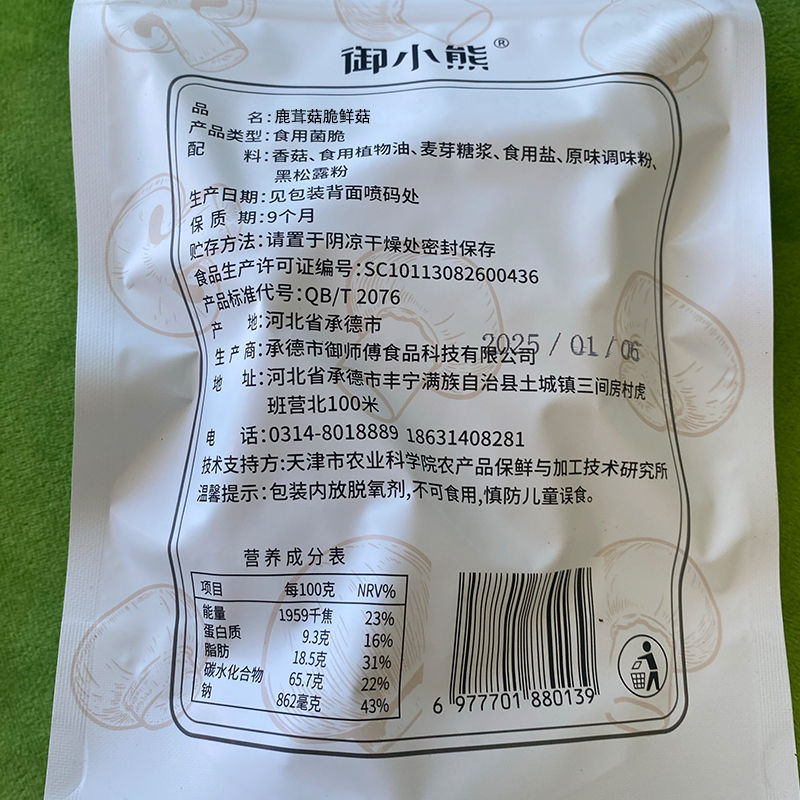 御小熊®
品 名:鹿茸菇脆鲜菇
产品类型:食用菌脆
配 料:香菇、食用植物油、麦芽糖浆、食用盐、原味调味粉、
黑松露粉
生产日期:见包装背面喷码处
保 质 期:9个月
贮存方法:请置于阴凉干燥处密封保存
食品生产许可证编号:SC10113082600436
产品标准代号:QB/T 2076
产 地:河北省承德市
生 产 商:承德市御师傅食品科技有限公司
2025/01/06
地 址:河北省承德市丰宁满族自治县土城镇三间房村虎
班营北100米
电 话:0314-8018889 18631408281
技术支持方:天津市农业科学院农产品保鲜与加工技术研究所
温馨提示:包装内放脱氧剂,不可食用,慎防儿童误食。
营养成分表
项目 每100克 NRV%
能量 1959千焦 23%
蛋白质 9.3克 16%
脂肪 18.5克 31%
碳水化合物 65.7克 22%
钠 862毫克 43%
6 977701 880139